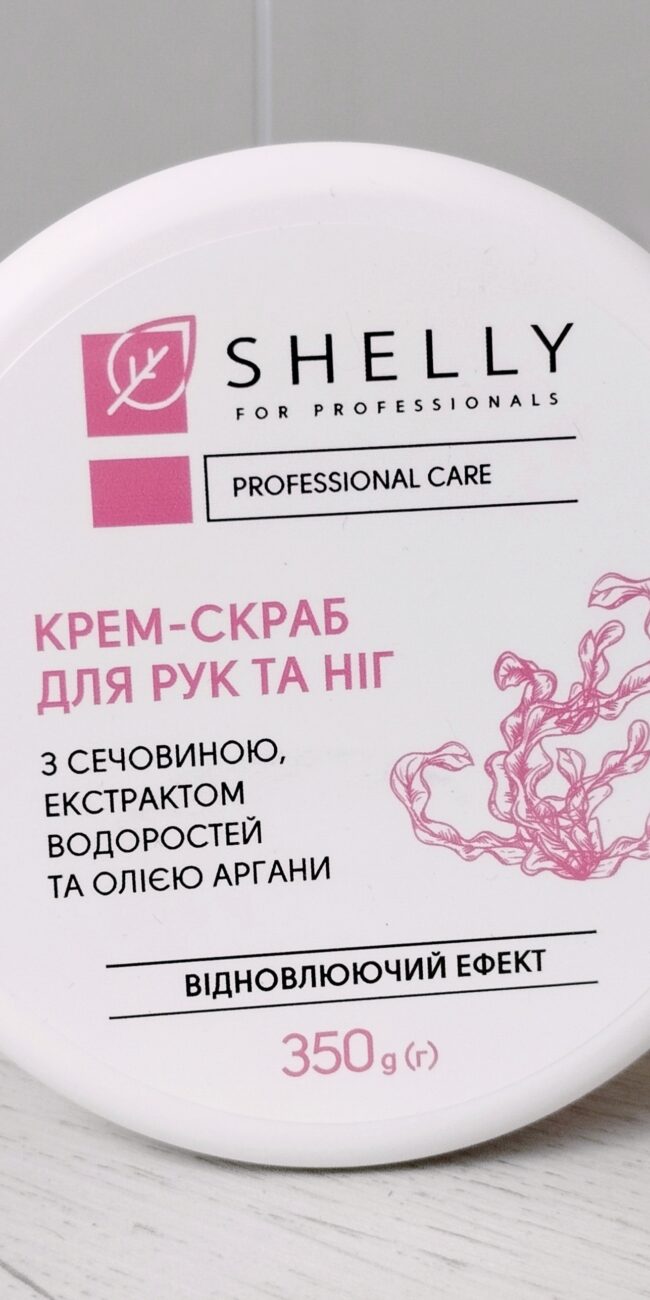 SHELLY
FOR PROFESSIONALS
PROFESSIONAL CARE
КРЕМ-СКРАБ
ДЛЯ РУК ТА НІГ
З СЕЧОВИНОЮ,
ЕКСТРАКТОМ
ВОДОРОСТЕЙ
ТА ОЛІЄЮ АРГАНИ
ВІДНОВЛЮЮЧИЙ ЕФЕКТ
350 g (г)